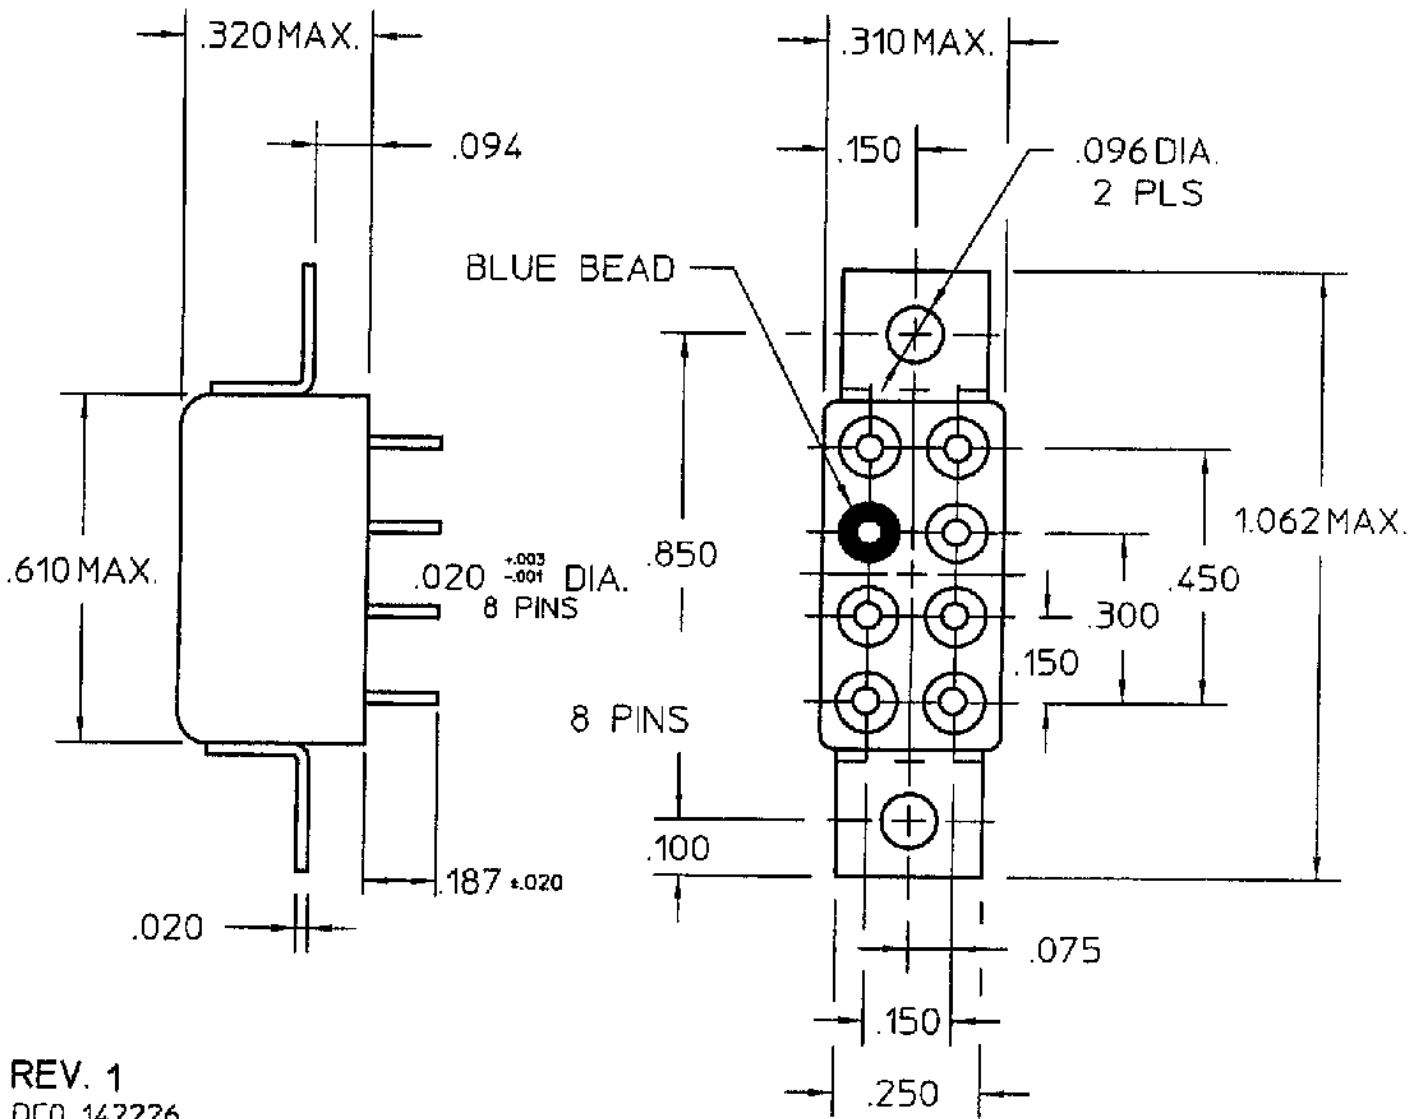 .320 MAX.
.310 MAX.
.094
.150
.096 DIA.
2 PLS
BLUE BEAD
.610 MAX.
.020 +.003 -.001 DIA.
8 PINS
.850
1.062 MAX.
.450
.300
.150
8 PINS
.100
.187 ±.020
.020
.075
.150
.250
REV. 1